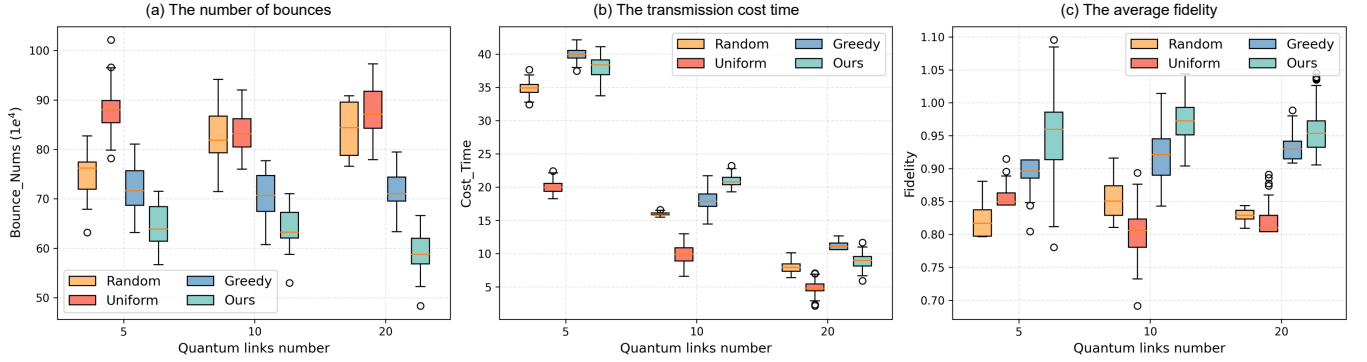 (a) The number of bounces
100
90
80
70
60
50
Bounce_Nums (1e⁴)
Random
Uniform
Greedy
Ours
5
10
20
Quantum links number
(b) The transmission cost time
40
35
30
25
20
15
10
5
Cost_Time
Random
Uniform
Greedy
Ours
5
10
20
Quantum links number
(c) The average fidelity
1.10
1.05
1.00
0.95
0.90
0.85
0.80
0.75
0.70
Fidelity
Random
Uniform
Greedy
Ours
5
10
20
Quantum links number